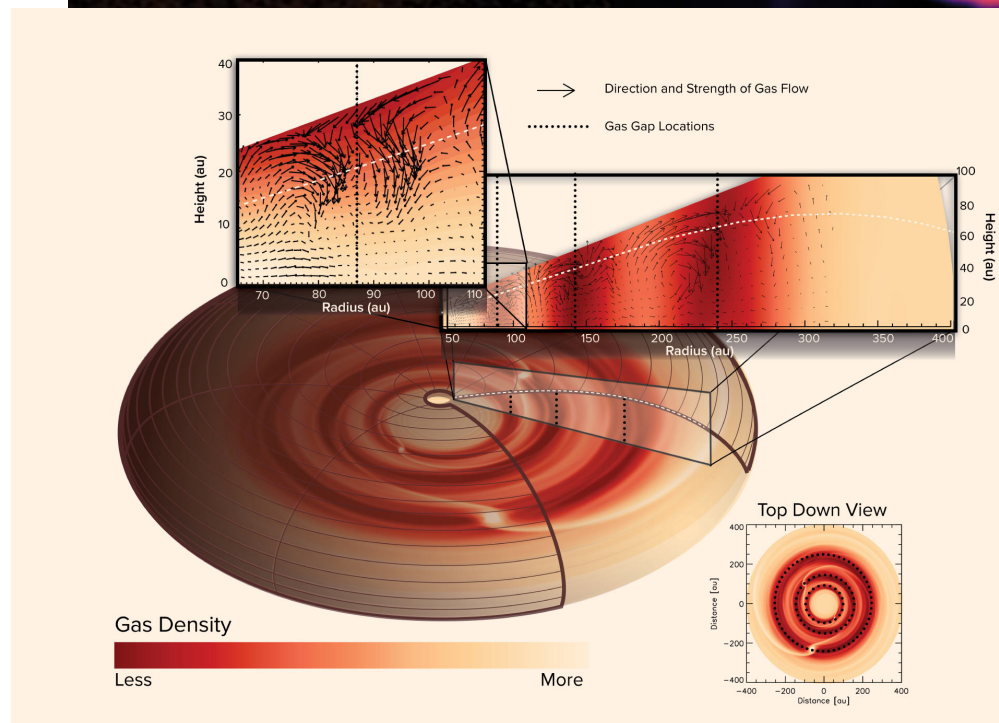 40
30
20
10
0
Height (au)
70 80 90 100 110
Radius (au)
Direction and Strength of Gas Flow
Gas Gap Locations
100
80
60
40
20
0
Height (au)
50 100 150 200 250 300 350 400
Radius (au)
Gas Density
Less More
Top Down View
400
200
0
−200
−400
Distance [au]
−400 −200 0 200 400
Distance [au]